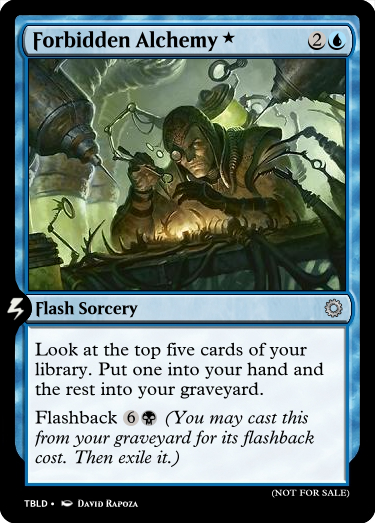 Forbidden Alchemy ★ 2
Flash Sorcery
Look at the top five cards of your
library. Put one into your hand and
the rest into your graveyard.
Flashback 6 (You may cast this
from your graveyard for its flashback
cost. Then exile it.)
(NOT FOR SALE)
TBLD • DAVID RAPOZA